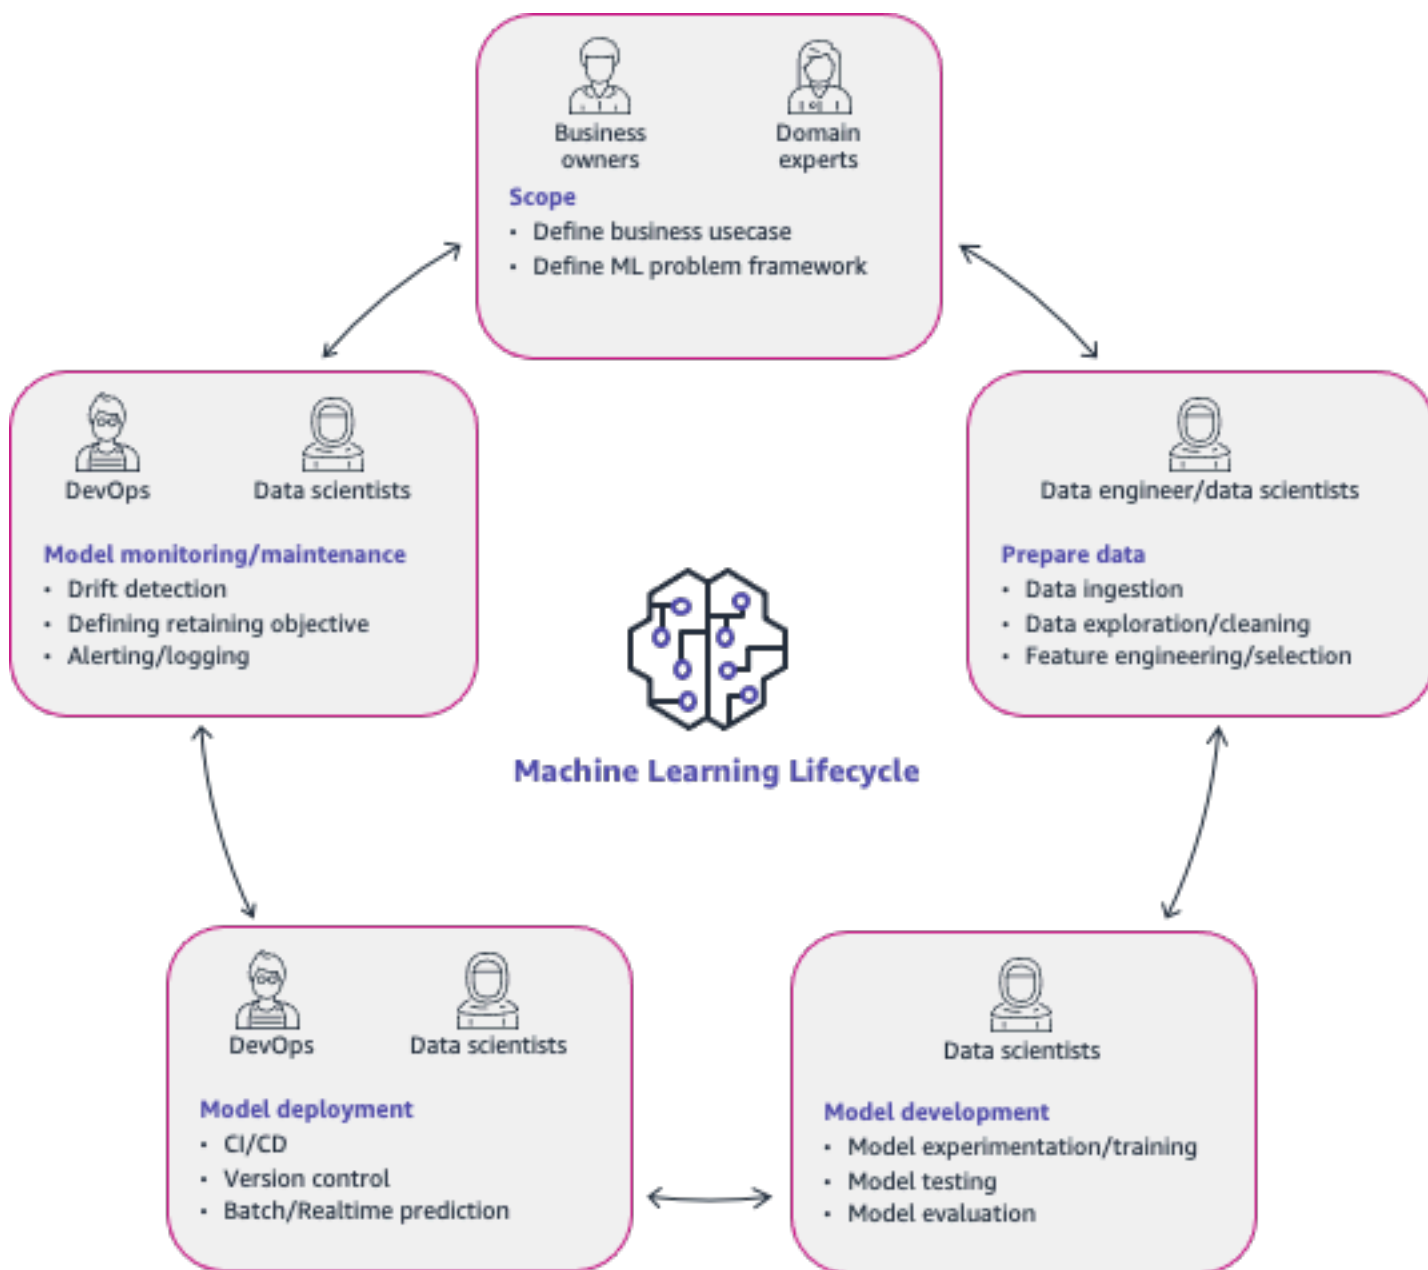 Business
owners
Domain
experts
Scope
• Define business usecase
• Define ML problem framework
DevOps
Data scientists
Model monitoring/maintenance
• Drift detection
• Defining retaining objective
• Alerting/logging
Data engineer/data scientists
Prepare data
• Data ingestion
• Data exploration/cleaning
• Feature engineering/selection
Machine Learning Lifecycle
DevOps
Data scientists
Model deployment
• CI/CD
• Version control
• Batch/Realtime prediction
Data scientists
Model development
• Model experimentation/training
• Model testing
• Model evaluation